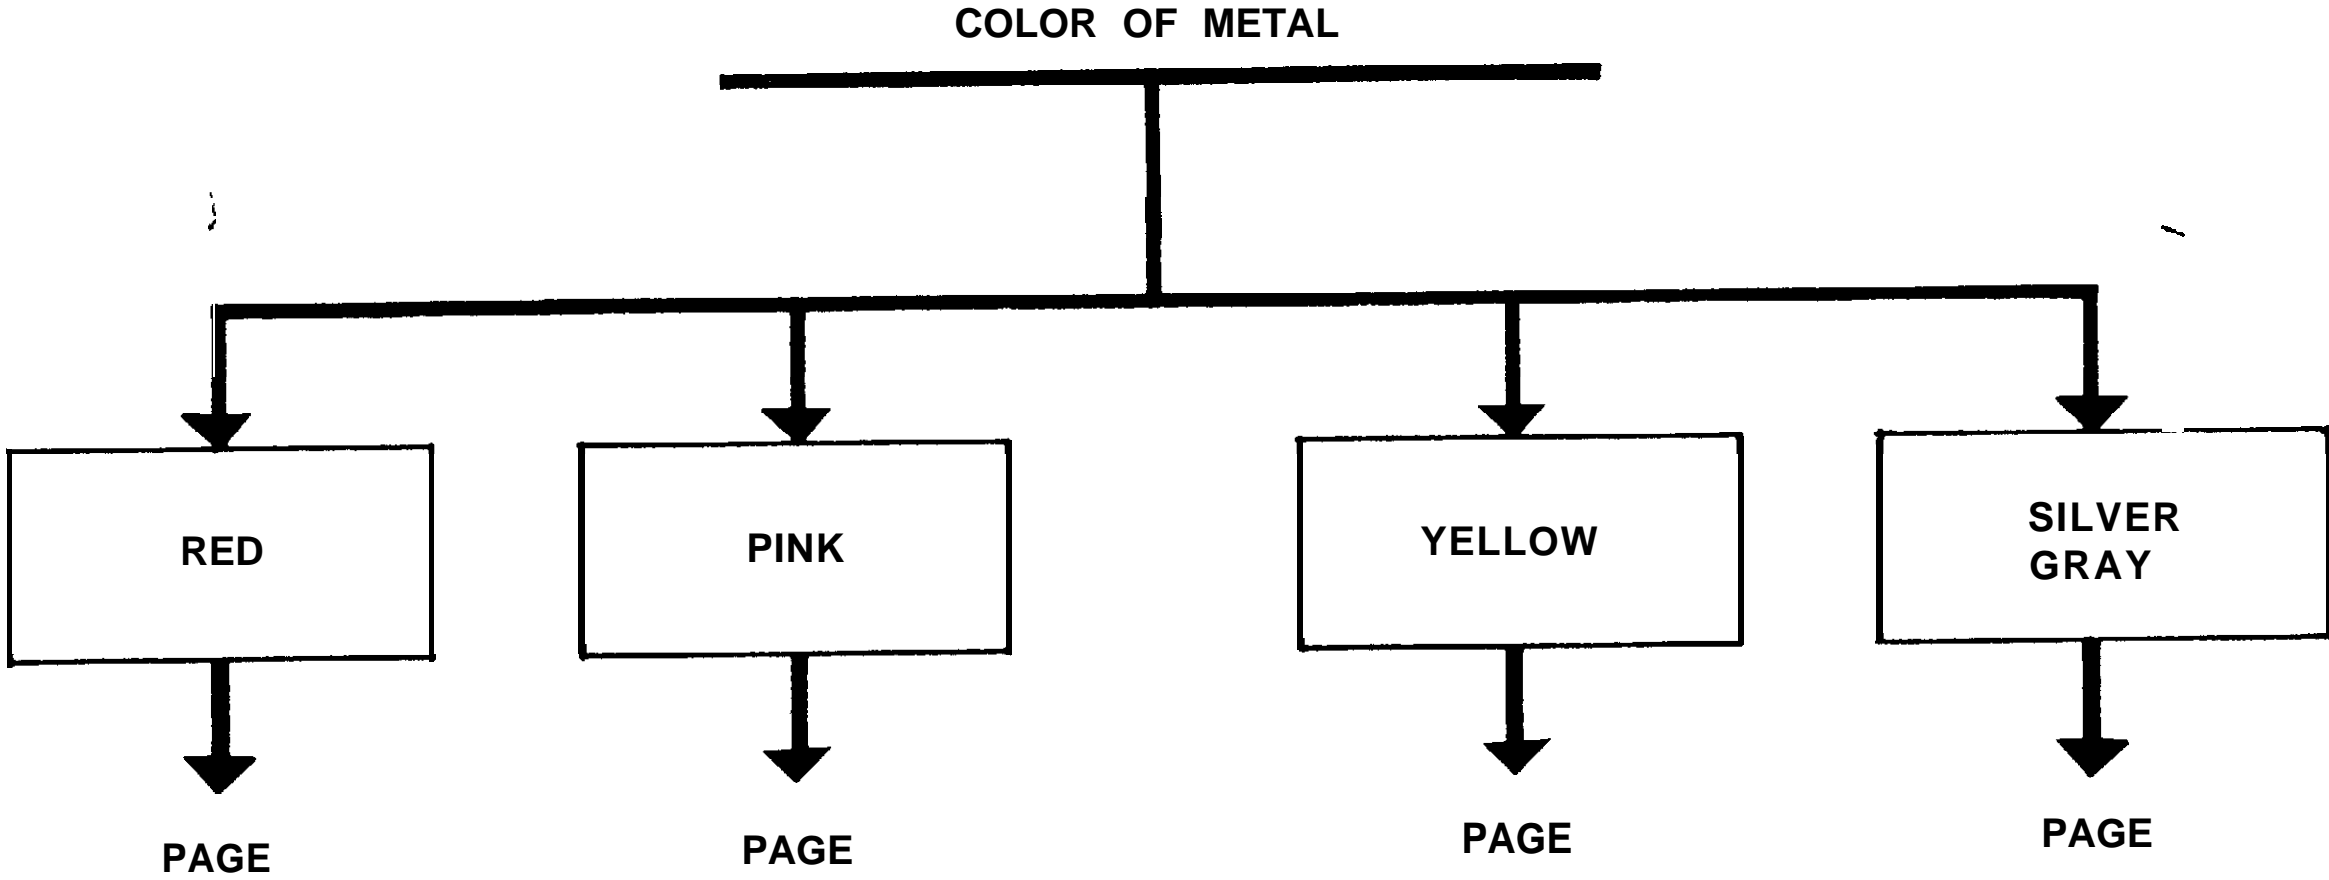 COLOR OF METAL
RED
PINK
YELLOW
SILVER
GRAY
PAGE
PAGE
PAGE
PAGE